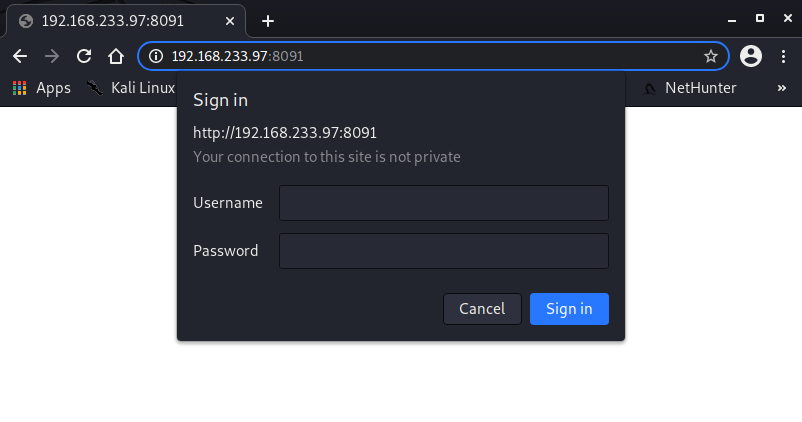 192.168.233.97:8091
192.168.233.97:8091
Apps Kali Linux NetHunter »
Sign in
http://192.168.233.97:8091
Your connection to this site is not private
Username
Password
Cancel Sign in